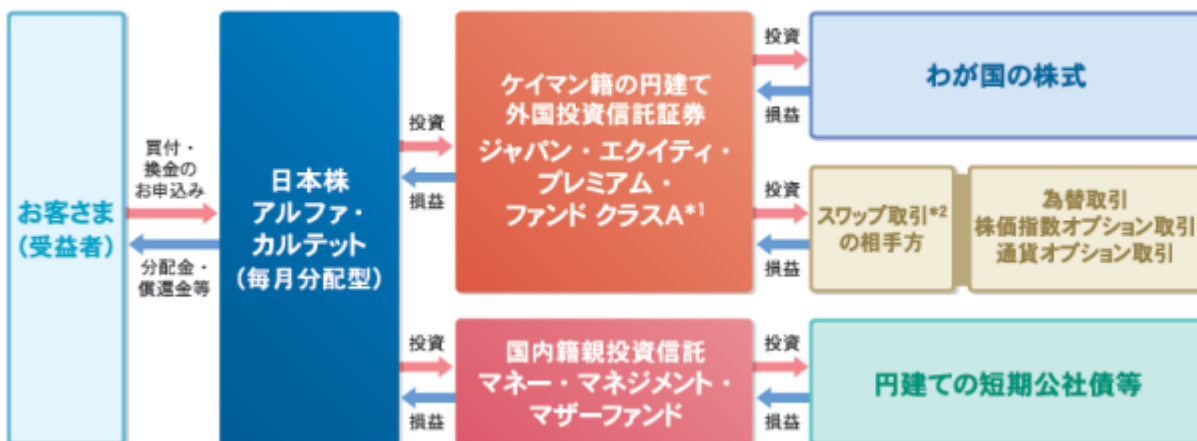 お客さま
(受益者)
買付・
換金の
お申込み
分配金・
償還金等
日本株
アルファ・
カルテット
(毎月分配型)
投資
損益
ケイマン籍の円建て
外国投資信託証券
ジャパン・エクイティ・
プレミアム・
ファンド クラスA*1
投資
損益
わが国の株式
投資
損益
スワップ取引*2
の相手方
為替取引
株価指数オプション取引
通貨オプション取引
投資
損益
国内籍親投資信託
マネー・マネジメント・
マザーファンド
投資
損益
円建ての短期公社債等